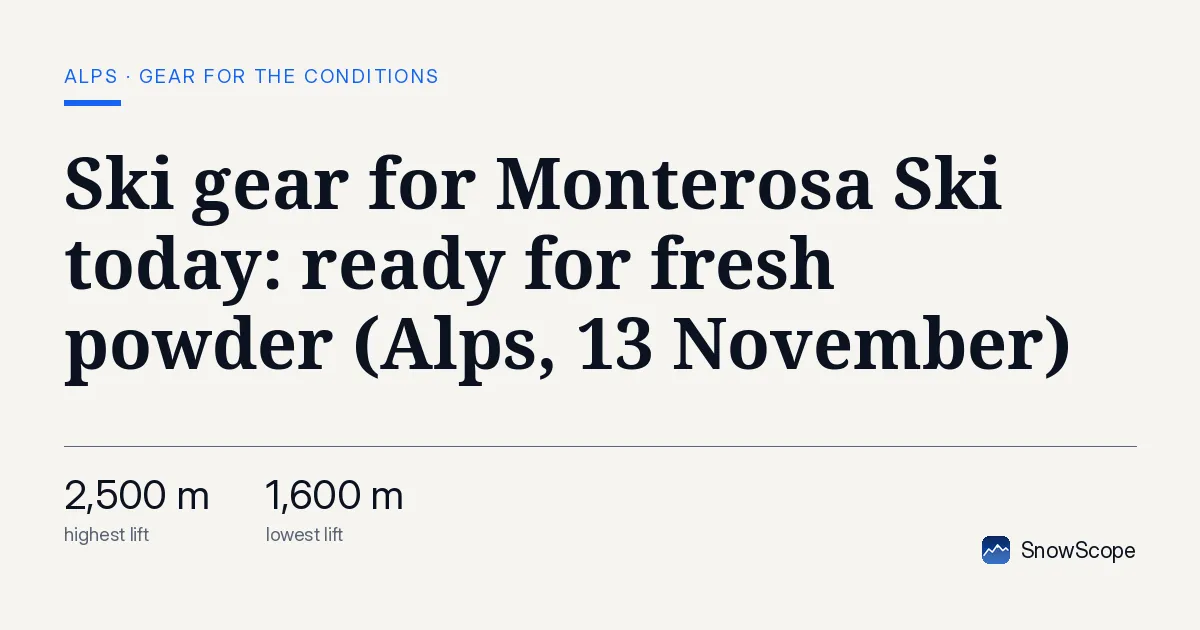 ALPS · GEAR FOR THE CONDITIONS
Ski gear for Monterosa Ski
today: ready for fresh
powder (Alps, 13 November)
2,500 m
1,600 m
highest lift
lowest lift
SnowScope